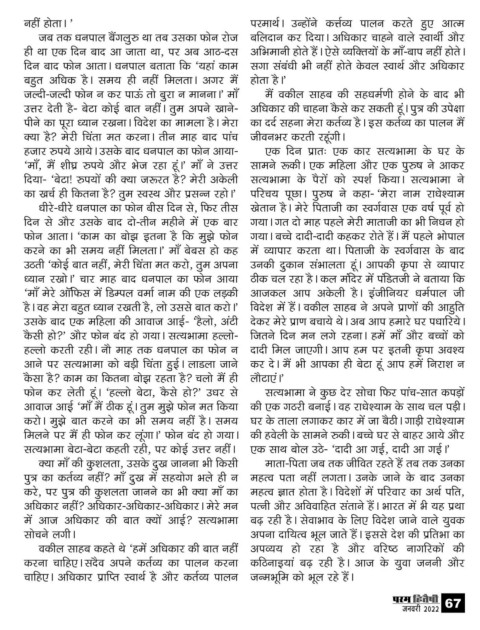 नहीं होता।'
जब तक धनपाल बैंगलुरु था तब उसका फोन रोज
ही था एक दिन बाद आ जाता था, पर अब आठ-दस
दिन बाद फोन आता। धनपाल बताता कि 'यहां काम
बहुत अधिक है। समय ही नहीं मिलता। अगर मैं
जल्दी-जल्दी फोन न कर पाऊं तो बुरा न मानना।' माँ
उत्तर देती है- बेटा कोई बात नहीं। तुम अपने खाने-
पीने का पूरा ध्यान रखना। विदेश का मामला है। मेरा
क्या है? मेरी चिंता मत करना। तीन माह बाद पांच
हजार रुपये आये। उसके बाद धनपाल का फोन आया-
'माँ, मैं शीघ्र रुपये और भेज रहा हूं।' माँ ने उत्तर
दिया- 'बेटा! रुपयों की क्या जरूरत है? मेरी अकेली
का खर्च ही कितना है? तुम स्वस्थ और प्रसन्न रहो।'
धीरे-धीरे धनपाल का फोन बीस दिन से, फिर तीस
दिन से और उसके बाद दो-तीन महीने में एक बार
फोन आता। 'काम का बोझ इतना है कि मुझे फोन
करने का भी समय नहीं मिलता।' माँ बेबस हो कह
उठती 'कोई बात नहीं, मेरी चिंता मत करो, तुम अपना
ध्यान रखो।' चार माह बाद धनपाल का फोन आया
'माँ मेरे ऑफिस में डिम्पल वर्मा नाम की एक लड़की
है। वह मेरा बहुत ध्यान रखती है, लो उससे बात करो।'
उसके बाद एक महिला की आवाज आई- 'हैलो, अंटी
कैसी हो?' और फोन बंद हो गया। सत्यभामा हल्लो-
हल्लो करती रही। नौ माह तक धनपाल का फोन न
आने पर सत्यभामा को बड़ी चिंता हुई। लाडला जाने
कैसा है? काम का कितना बोझ रहता है? चलो मैं ही
फोन कर लेती हूं। 'हल्लो बेटा, कैसे हो?' उधर से
आवाज आई 'माँ मैं ठीक हूं। तुम मुझे फोन मत किया
करो। मुझे बात करने का भी समय नहीं है। समय
मिलने पर मैं ही फोन कर लूंगा।' फोन बंद हो गया।
सत्यभामा बेटा-बेटा कहती रही, पर कोई उत्तर नहीं।
क्या माँ की कुशलता, उसके दुख जानना भी किसी
पुत्र का कर्तव्य नहीं? माँ दुख में सहयोग भले ही न
करे, पर पुत्र की कुशलता जानने का भी क्या माँ का
अधिकार नहीं? अधिकार-अधिकार-अधिकार। मेरे मन
में आज अधिकार की बात क्यों आई? सत्यभामा
सोचने लगी।
वकील साहब कहते थे 'हमें अधिकार की बात नहीं
करना चाहिए। सदैव अपने कर्तव्य का पालन करना
चाहिए। अधिकार प्राप्ति स्वार्थ है और कर्तव्य पालन
परमार्थ। उन्होंने कर्त्तव्य पालन करते हुए आत्म
बलिदान कर दिया। अधिकार चाहने वाले स्वार्थी और
अभिमानी होते हैं। ऐसे व्यक्तियों के माँ-बाप नहीं होते।
सगा संबंधी भी नहीं होते केवल स्वार्थ और अधिकार
होता है।'
मैं वकील साहब की सहधर्मणी होने के बाद भी
अधिकार की चाहना कैसे कर सकती हूं। पुत्र की उपेक्षा
का दर्द सहना मेरा कर्तव्य है। इस कर्तव्य का पालन मैं
जीवनभर करती रहूंगी।
एक दिन प्रातः एक कार सत्यभामा के घर के
सामने रूकी। एक महिला और एक पुरुष ने आकर
सत्यभामा के पैरों को स्पर्श किया। सत्यभामा ने
परिचय पूछा। पुरुष ने कहा- 'मेरा नाम राधेश्याम
खेतान है। मेरे पिताजी का स्वर्गवास एक वर्ष पूर्व हो
गया। गत दो माह पहले मेरी माताजी का भी निधन हो
गया। बच्चे दादी-दादी कहकर रोते हैं। मैं पहले भोपाल
में व्यापार करता था। पिताजी के स्वर्गवास के बाद
उनकी दुकान संभालता हूं। आपकी कृपा से व्यापार
ठीक चल रहा है। कल मंदिर में पंडितजी ने बताया कि
आजकल आप अकेली है। इंजीनियर धर्मपाल जी
विदेश में हैं। वकील साहब ने अपने प्राणों की आहुति
देकर मेरे प्राण बचाये थे। अब आप हमारे घर पधारिये।
जितने दिन मन लगे रहना। हमें माँ और बच्चों को
दादी मिल जाएगी। आप हम पर इतनी कृपा अवश्य
कर दे। मैं भी आपका ही बेटा हूं आप हमें निराश न
लौटाएं।'
सत्यभामा ने कुछ देर सोचा फिर पांच-सात कपड़ों
की एक गठरी बनाई। वह राधेश्याम के साथ चल पड़ी।
घर के ताला लगाकर कार में जा बैठी। गाड़ी राधेश्याम
की हवेली के सामने रुकी। बच्चे घर से बाहर आये और
एक साथ बोल उठे- 'दादी आ गई, दादी आ गई।'
माता-पिता जब तक जीवित रहते हैं तब तक उनका
महत्व पता नहीं लगता। उनके जाने के बाद उनका
महत्व ज्ञात होता है। विदेशों में परिवार का अर्थ पति,
पत्नी और अविवाहित संताने हैं। भारत में भी यह प्रथा
बढ़ रही है। सेवाभाव के लिए विदेश जाने वाले युवक
अपना दायित्व भूल जाते हैं। इससे देश की प्रतिभा का
अपव्यय हो रहा है और वरिष्ठ नागरिकों की
कठिनाइयां बढ़ रही है। आज के युवा जननी और
जन्मभूमि को भूल रहे हैं।
परम हितैषी
जनवरी 2022
67